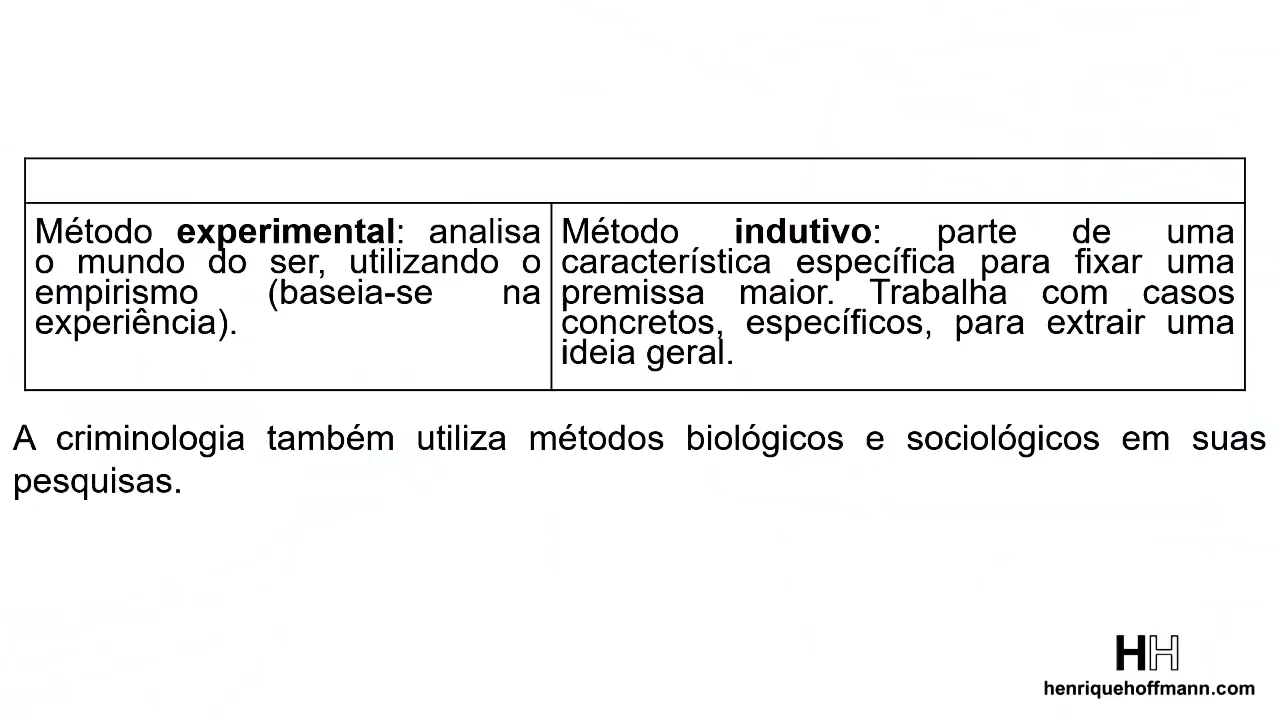 Método experimental: analisa
o mundo do ser, utilizando o
empirismo (baseia-se na
experiência).
Método indutivo: parte de uma
característica específica para fixar uma
premissa maior. Trabalha com casos
concretos, específicos, para extrair uma
ideia geral.
A criminologia também utiliza métodos biológicos e sociológicos em suas
pesquisas.
HH
henriquehoffmann.com